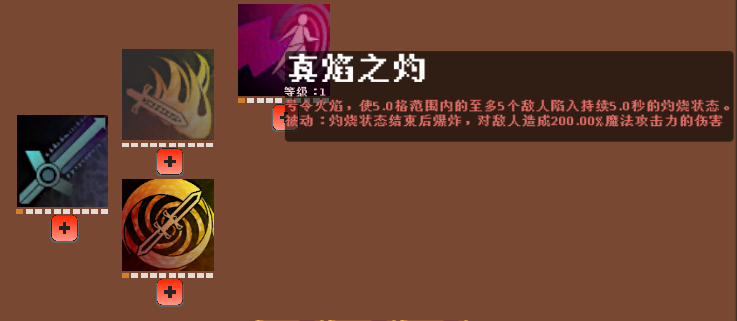 真焰之灼
等级：1
号令火焰，使5.0格范围内的至多5个敌人陷入持续5.0秒的灼烧状态。
被动：灼烧状态结束后爆炸，对敌人造成200.00%魔法攻击力的伤害